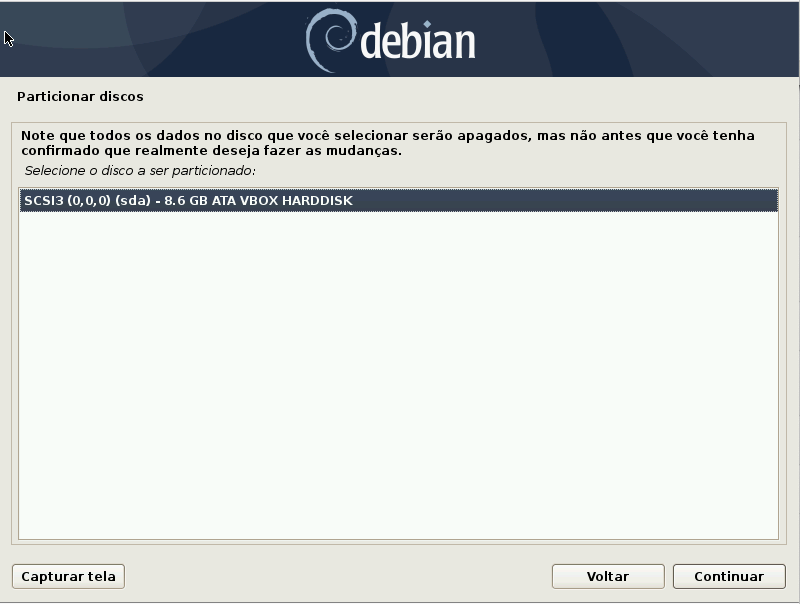 debian
Particionar discos
Note que todos os dados no disco que você selecionar serão apagados, mas não antes que você tenha
confirmado que realmente deseja fazer as mudanças.
Selecione o disco a ser particionado:
SCSI3 (0,0,0) (sda) - 8.6 GB ATA VBOX HARDDISK
Capturar tela
Voltar
Continuar